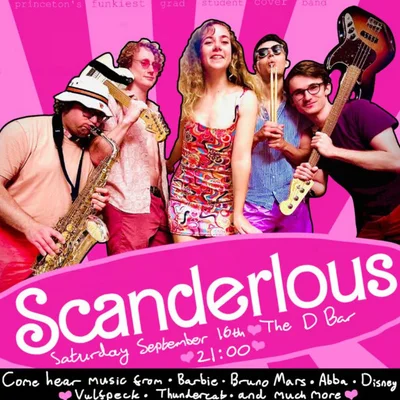 princeton's funkiest grad student cover band
Scanderlous
Saturday September 16th The D Bar
21:00
Come hear music from • Barbie • Bruno Mars • Abba • Disney
Vulfpeck • Thundercat • and much more